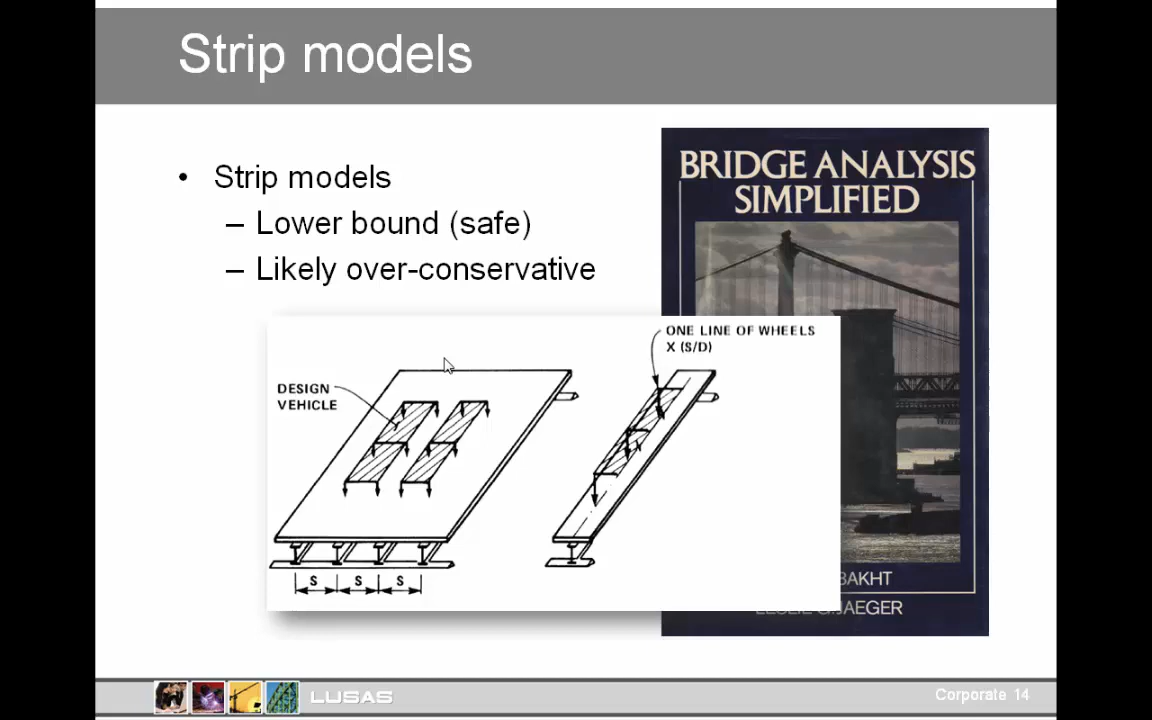 Strip models
• Strip models
– Lower bound (safe)
– Likely over-conservative
BRIDGE ANALYSIS
SIMPLIFIED
ONE LINE OF WHEELS
X (S/D)
DESIGN
VEHICLE
S S S
BAKHT
JAEGER
LUSAS
Corporate 14